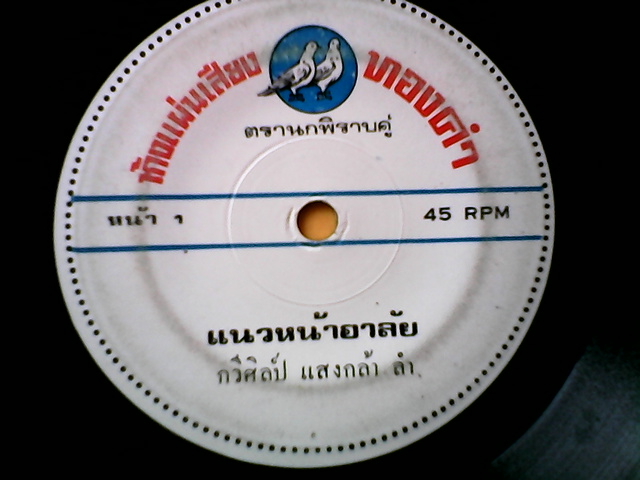 ห้างแผ่นเสียง ทองคำ
ตรานกพิราบคู่
หน้า ๑
45 RPM
แนวหน้าอาลัย
กวีศิลป์ แสงกล้า ลำ